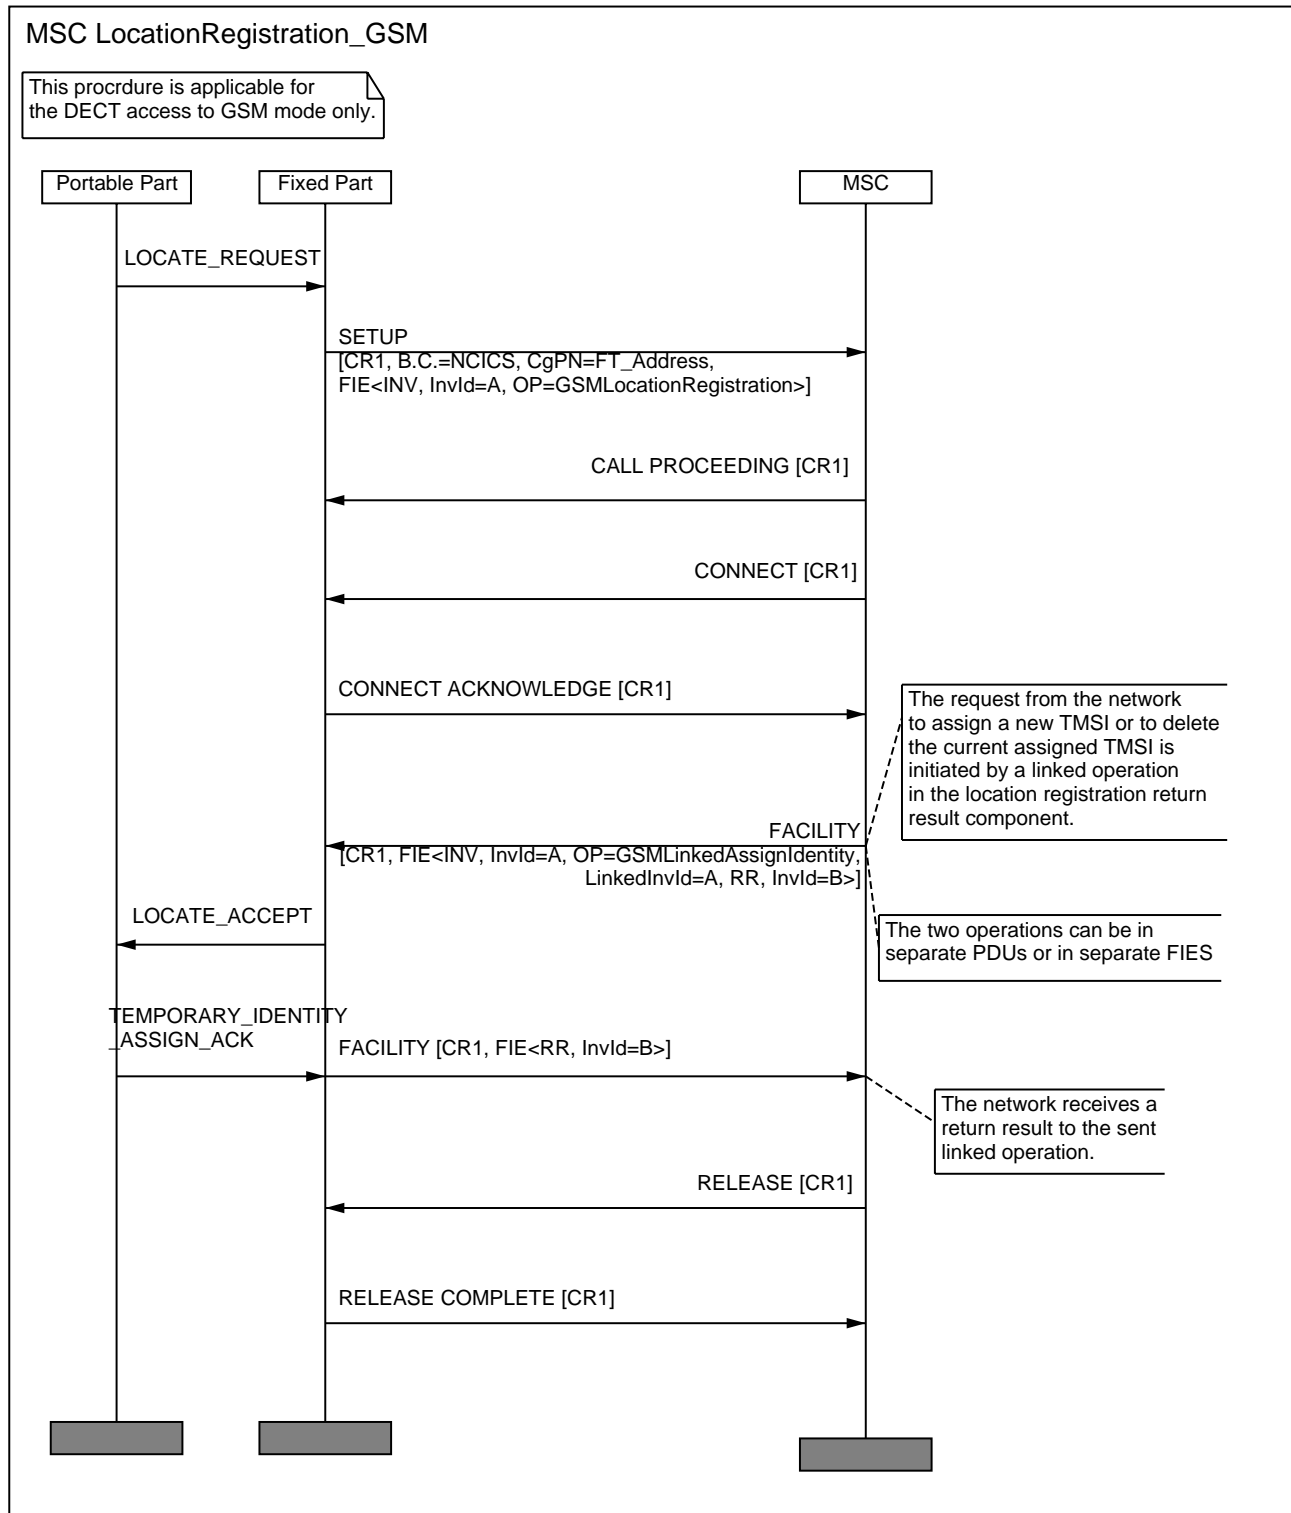 MSC LocationRegistration_GSM
This procrdure is applicable for
the DECT access to GSM mode only.
Portable Part
Fixed Part
MSC
LOCATE_REQUEST
SETUP
[CR1, B.C.=NCICS, CgPN=FT_Address,
FIE<INV, InvId=A, OP=GSMLocationRegistration>]
CALL PROCEEDING [CR1]
CONNECT [CR1]
CONNECT ACKNOWLEDGE [CR1]
The request from the network
to assign a new TMSI or to delete
the current assigned TMSI is
initiated by a linked operation
in the location registration return
result component.
FACILITY
[CR1, FIE<INV, InvId=A, OP=GSMLinkedAssignIdentity,
LinkedInvId=A, RR, InvId=B>]
LOCATE_ACCEPT
The two operations can be in
separate PDUs or in separate FIES
TEMPORARY_IDENTITY
_ASSIGN_ACK
FACILITY [CR1, FIE<RR, InvId=B>]
The network receives a
return result to the sent
linked operation.
RELEASE [CR1]
RELEASE COMPLETE [CR1]